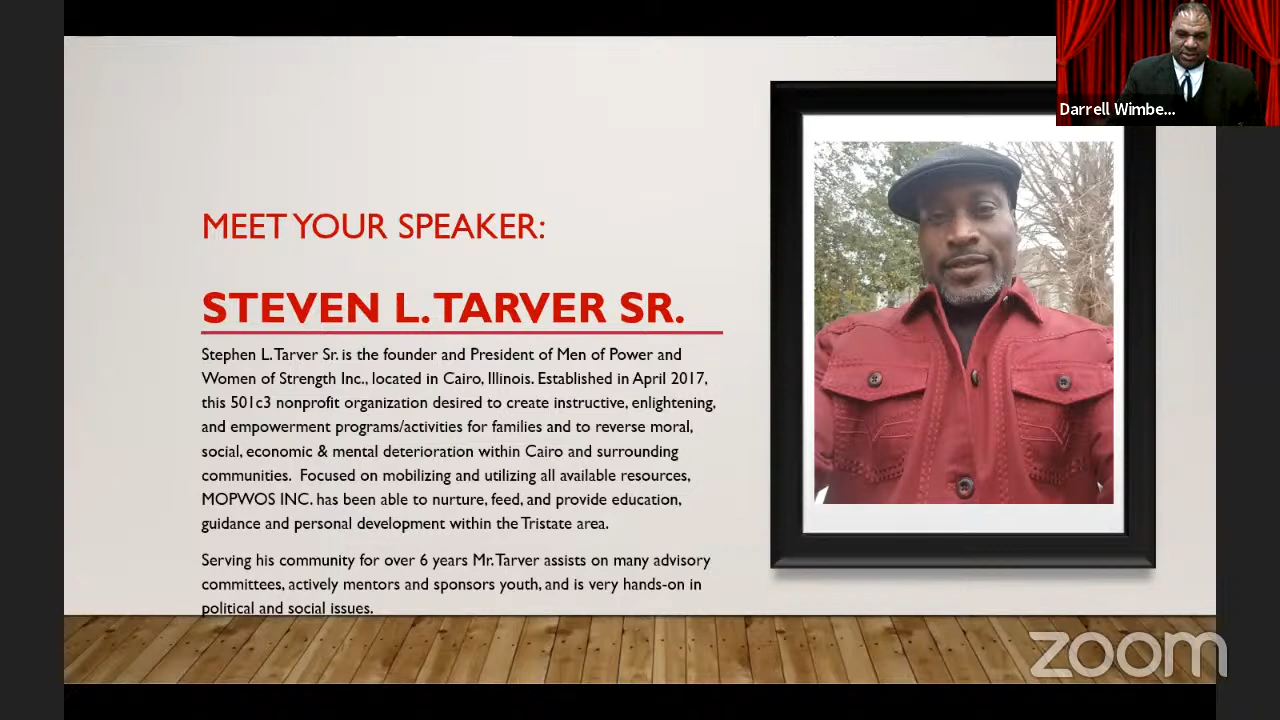 Darrell Wimbe...
MEET YOUR SPEAKER:
STEVEN L. TARVER SR.
Stephen L. Tarver Sr. is the founder and President of Men of Power and
Women of Strength Inc., located in Cairo, Illinois. Established in April 2017,
this 501c3 nonprofit organization desired to create instructive, enlightening,
and empowerment programs/activities for families and to reverse moral,
social, economic & mental deterioration within Cairo and surrounding
communities.  Focused on mobilizing and utilizing all available resources,
MOPWOS INC. has been able to nurture, feed, and provide education,
guidance and personal development within the Tristate area.
Serving his community for over 6 years Mr. Tarver assists on many advisory
committees, actively mentors and sponsors youth, and is very hands-on in
political and social issues.
zoom